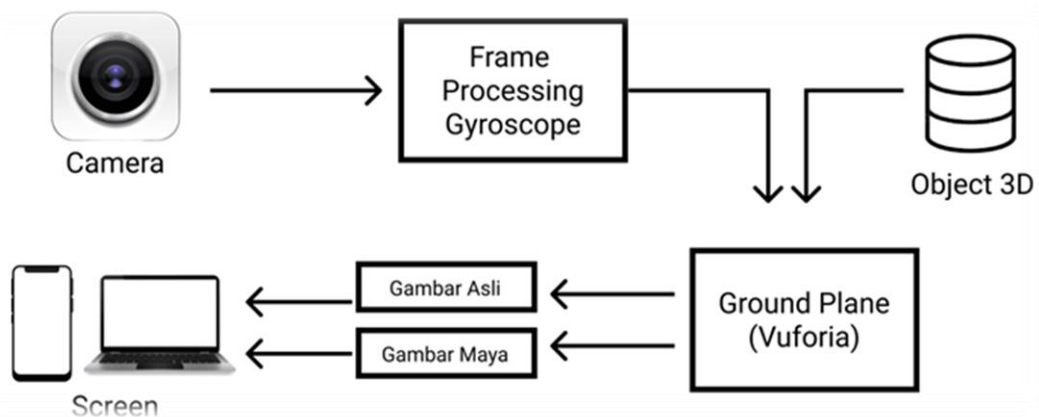 Camera
Frame
Processing
Gyroscope
Object 3D
Ground Plane
(Vuforia)
Gambar Asli
Gambar Maya
Screen